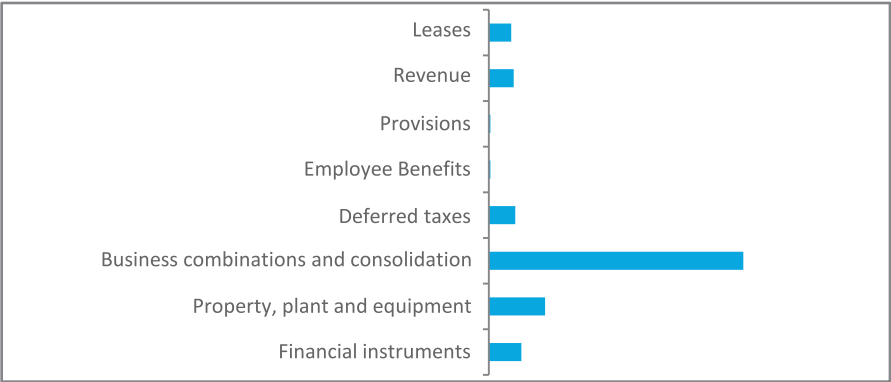 Leases
Revenue
Provisions
Employee Benefits
Deferred taxes
Business combinations and consolidation
Property, plant and equipment
Financial instruments